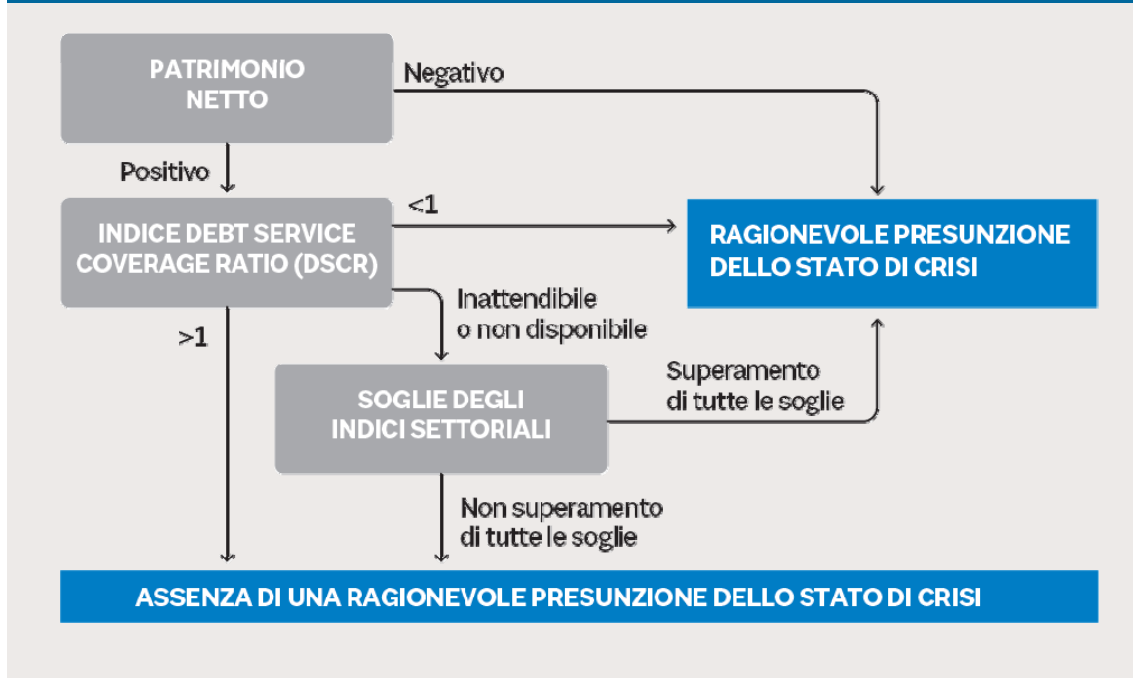 PATRIMONIO
NETTO
Negativo
Positivo
INDICE DEBT SERVICE
COVERAGE RATIO (DSCR)
<1
RAGIONEVOLE PRESUNZIONE
DELLO STATO DI CRISI
Inattendibile
o non disponibile
>1
SOGLIE DEGLI
INDICI SETTORIALI
Superamento
di tutte le soglie
Non superamento
di tutte le soglie
ASSENZA DI UNA RAGIONEVOLE PRESUNZIONE DELLO STATO DI CRISI